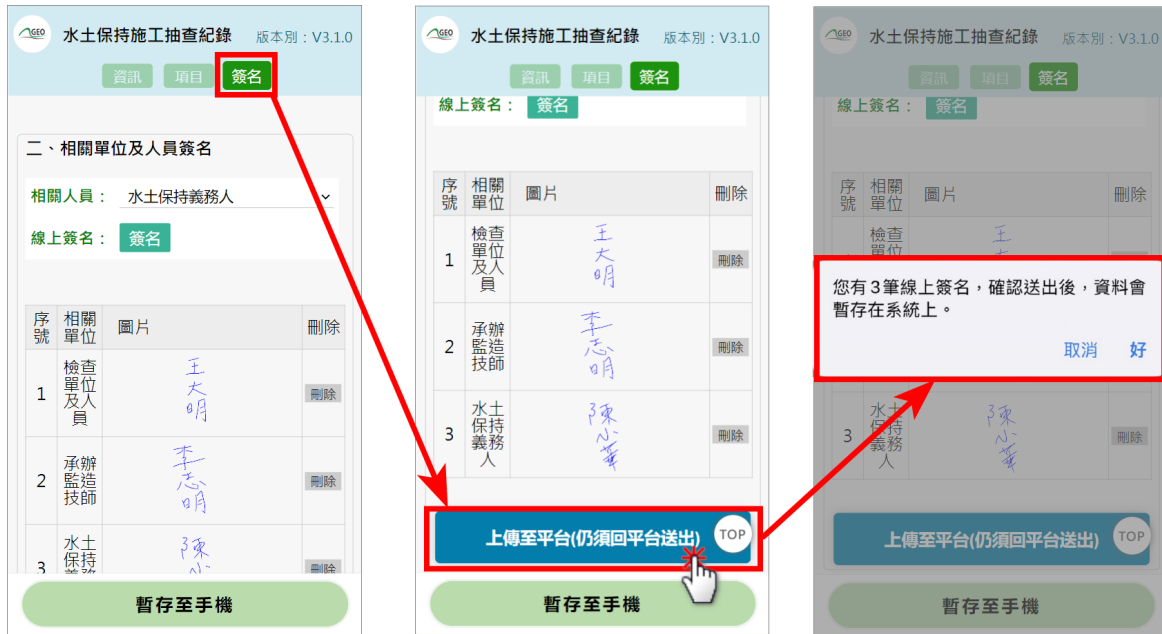 GEO
水土保持施工抽查紀錄 版本別：V3.1.0
資訊 項目 簽名
二、相關單位及人員簽名
相關人員： 水土保持義務人
線上簽名： 簽名
序號 相關單位 圖片 刪除
1 檢查單位及人員 王大明 刪除
2 承辦監造技師 李志明 刪除
3 水土保持義務 陳小 刪除
暫存至手機
GEO
水土保持施工抽查紀錄 版本別：V3.1.0
資訊 項目 簽名
線上簽名： 簽名
序號 相關單位 圖片 刪除
1 檢查單位及人員 王大明 刪除
2 承辦監造技師 李志明 刪除
3 水土保持義務人 陳小華 刪除
上傳至平台(仍須回平台送出) TOP
暫存至手機
GEO
水土保持施工抽查紀錄 版本別：V3.1.0
資訊 項目 簽名
線上簽名： 簽名
序號 相關單位 圖片 刪除
檢查單位 王
您有3筆線上簽名，確認送出後，資料會
暫存在系統上。
取消 好
3 水土保持義務人 陳小華 刪除
上傳至平台(仍須回平台送出) TOP
暫存至手機